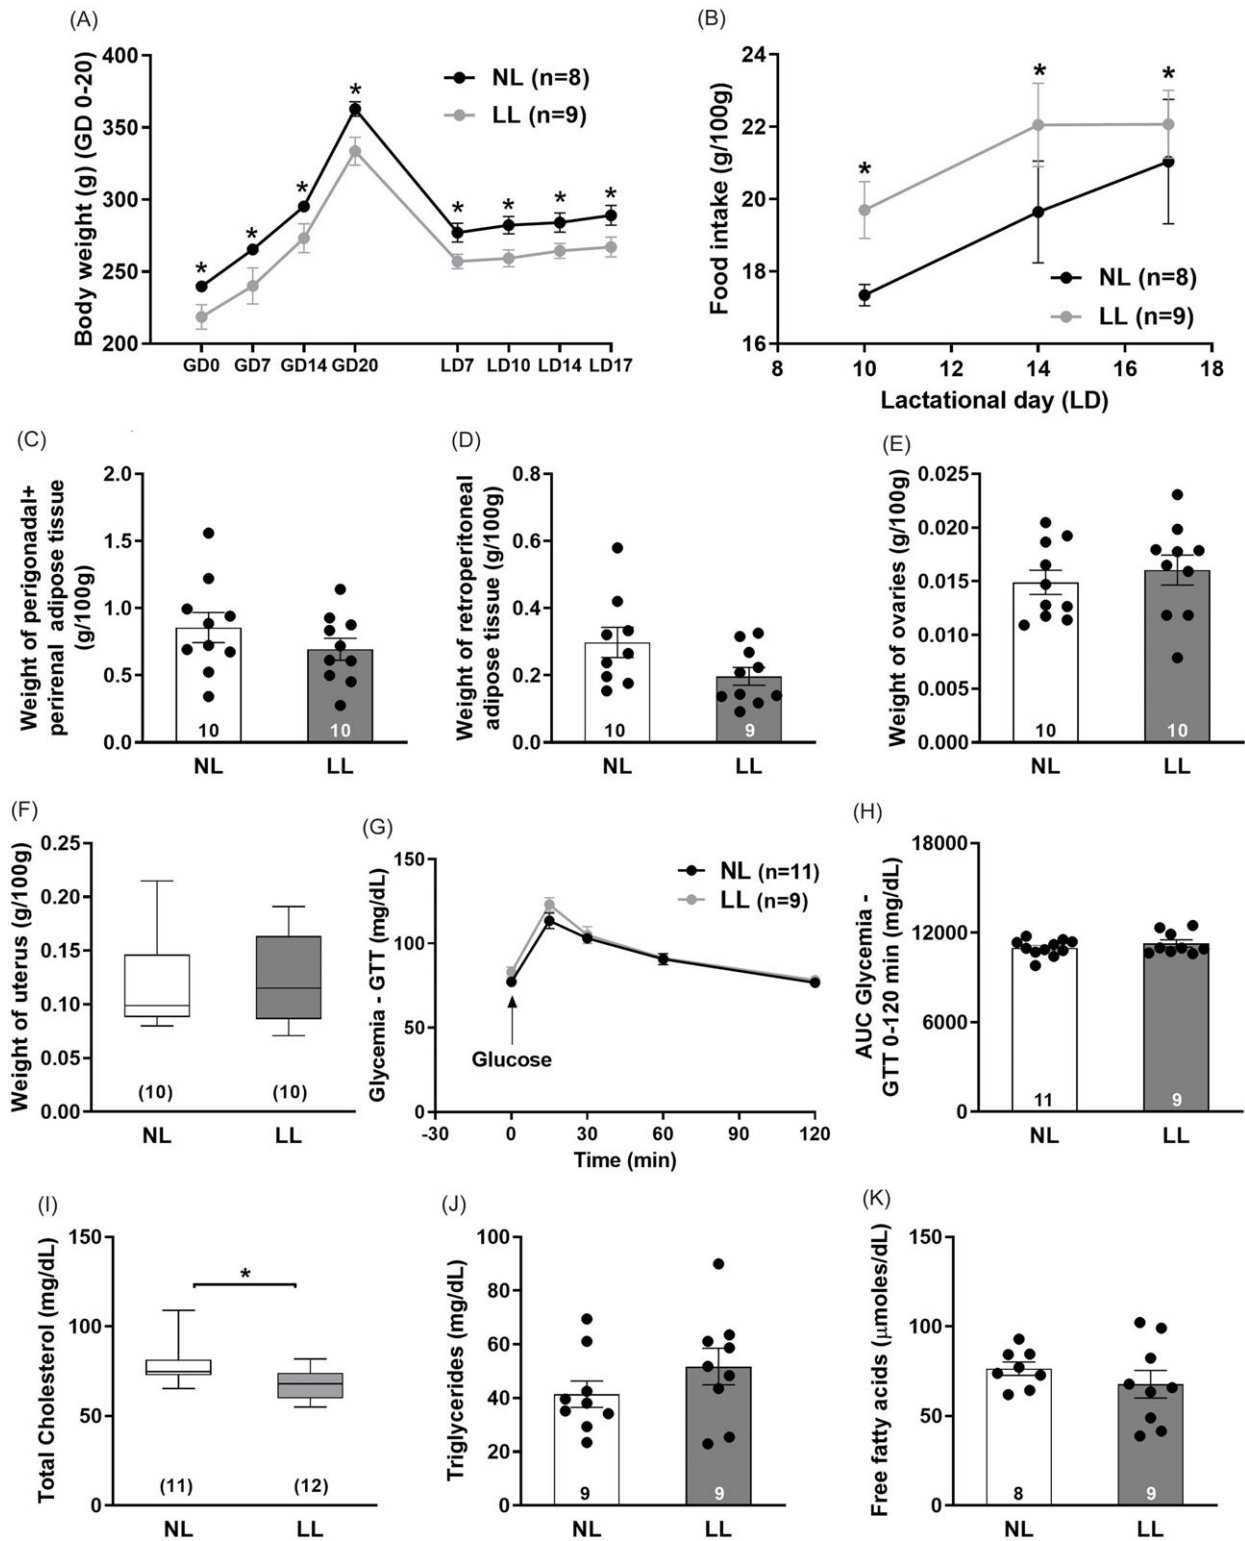 (A)
Body weight (g) (GD 0-20)
400
350
300
250
200
*
*
*
*
*
*
*
*
NL (n=8)
LL (n=9)
GD0 GD7 GD14 GD20 LD7 LD10 LD14 LD17
(B)
Food intake (g/100g)
24
22
20
18
16
*
*
*
NL (n=8)
LL (n=9)
8 10 12 14 16 18
Lactational day (LD)
(C)
Weight of perigonadal+
perirenal adipose tissue
(g/100g)
2.0
1.5
1.0
0.5
0.0
10 10
NL LL
(D)
Weight of retroperitoneal
adipose tissue (g/100g)
0.8
0.6
0.4
0.2
0.0
10 9
NL LL
(E)
Weight of ovaries (g/100g)
0.025
0.020
0.015
0.010
0.005
0.000
10 10
NL LL
(F)
Weight of uterus (g/100g)
0.25
0.20
0.15
0.10
0.05
0.00
(10) (10)
NL LL
(G)
Glycemia - GTT (mg/dL)
150
100
50
0
NL (n=11)
LL (n=9)
Glucose
-30 0 30 60 90 120
Time (min)
(H)
AUC Glycemia -
GTT 0-120 min (mg/dL)
18000
12000
6000
0
11 9
NL LL
(I)
Total Cholesterol (mg/dL)
150
100
50
0
*
(11) (12)
NL LL
(J)
Triglycerides (mg/dL)
100
80
60
40
20
0
9 9
NL LL
(K)
Free fatty acids (µmoles/dL)
150
100
50
0
8 9
NL LL